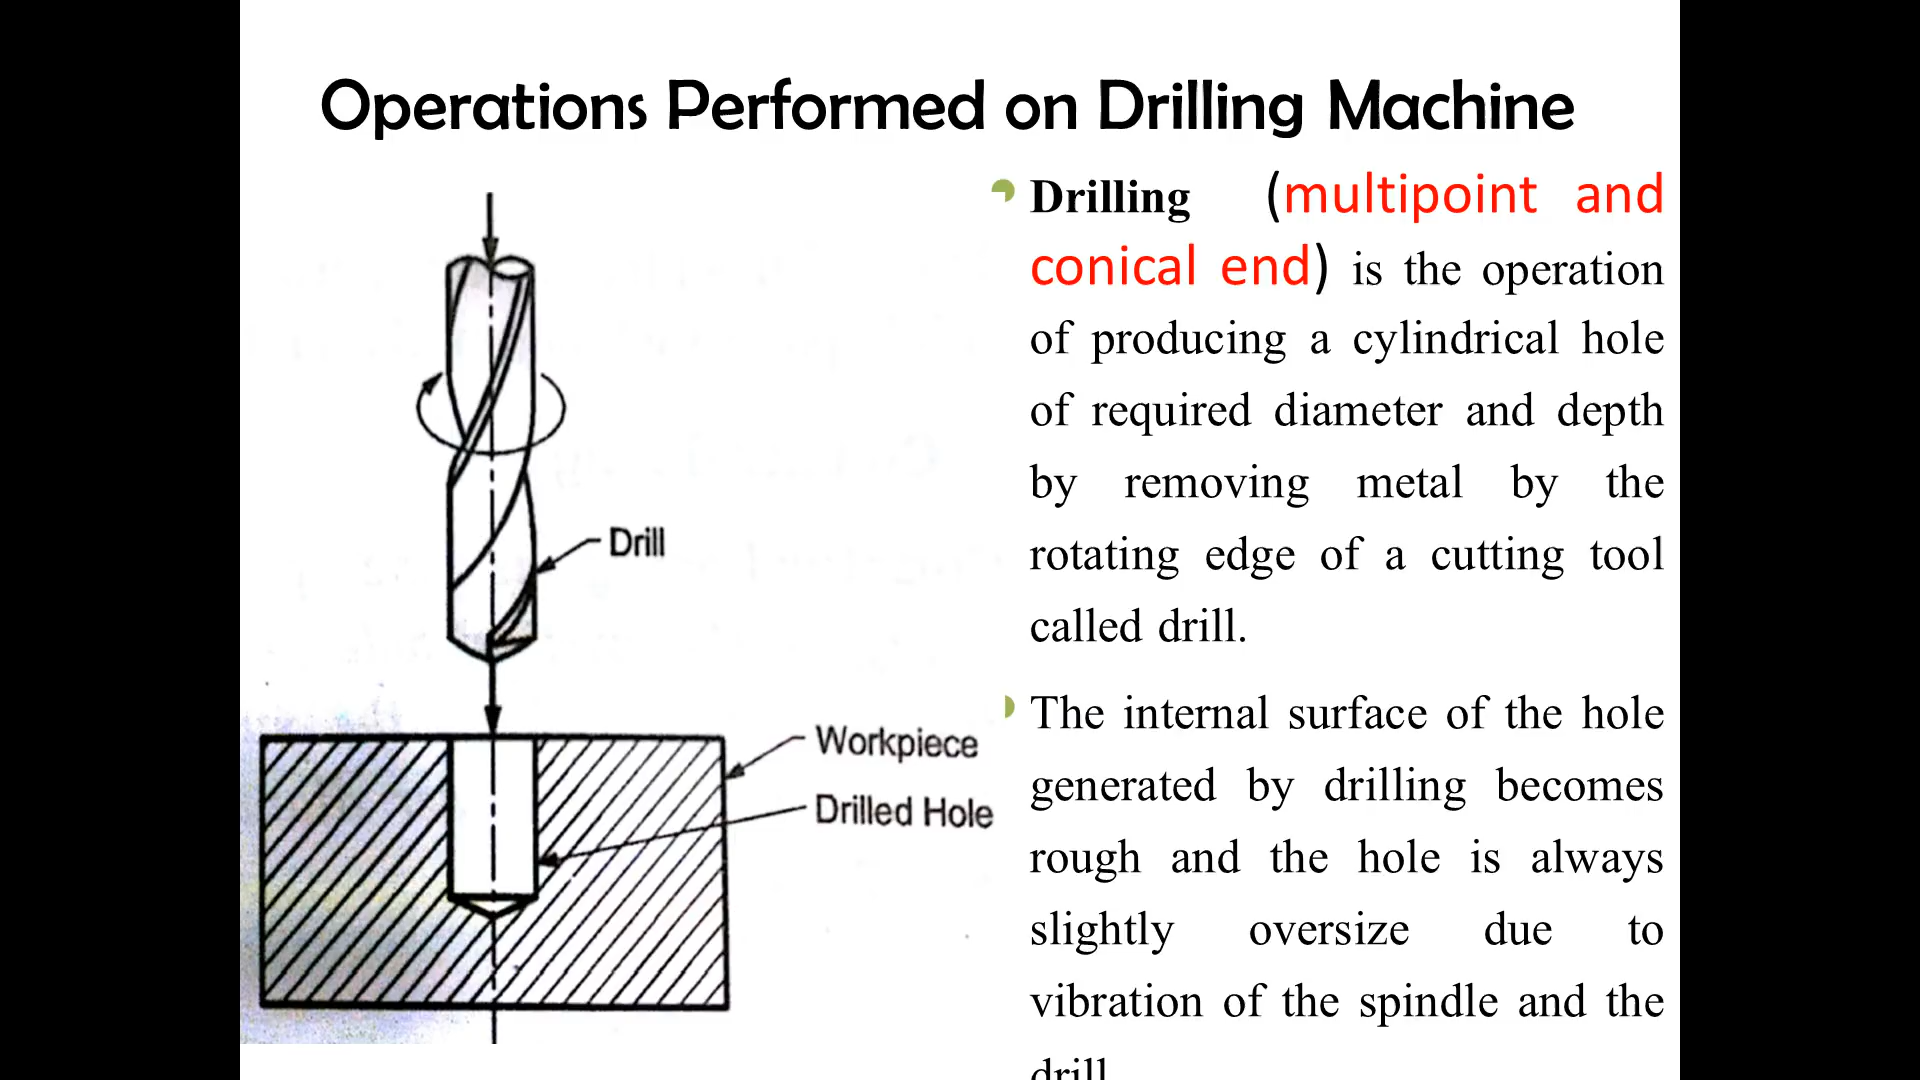 Operations Performed on Drilling Machine
Drilling (multipoint and
conical end) is the operation
of producing a cylindrical hole
of required diameter and depth
by removing metal by the
rotating edge of a cutting tool
called drill.
The internal surface of the hole
generated by drilling becomes
rough and the hole is always
slightly oversize due to
vibration of the spindle and the
drill
Drill
Workpiece
Drilled Hole